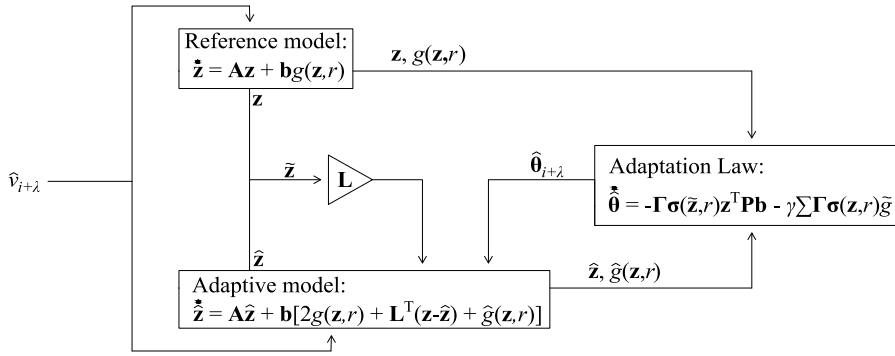 Reference model:
ż = Az + bg(z,r)
z, g(z,r)
z
v̂ᵢ₊λ
z̃
L
θ̂ᵢ₊λ
Adaptation Law:
θ̂̇ = -Γσ(z̃,r)zᵀPb - γ∑Γσ(z,r)g̃
ẑ
Adaptive model:
ẑ̇ = Aẑ + b[2g(z,r) + Lᵀ(z-ẑ) + ĝ(z,r)]
ẑ, ĝ(z,r)